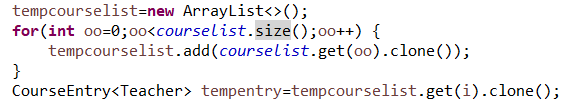 tempcourselist=new ArrayList<>();
for(int oo=0;oo<courselist.size();oo++) {
tempcourselist.add(courselist.get(oo).clone());
}
CourseEntry<Teacher> tempentry=tempcourselist.get(i).clone();